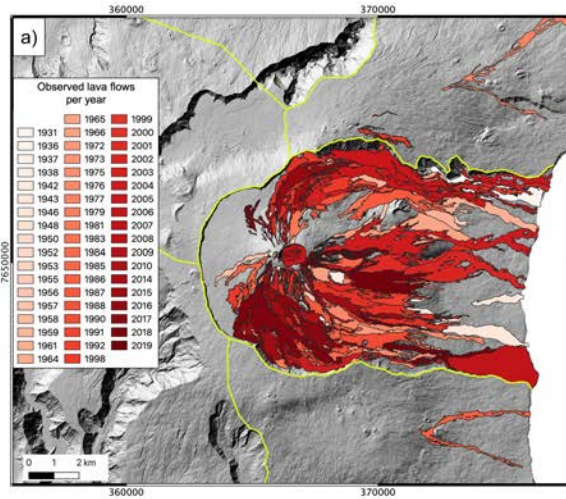 360000 370000
a)
Observed lava flows
per year
1965 1999
1966 2000
1931 1972 2001
1936 1973 2002
1937 1975 2003
1938 1976 2004
1942 1977 2005
1943 1979 2006
1946 1981 2007
1948 1983 2008
1950 1984 2009
1952 1985 2010
1953 1986 2014
1955 1987 2015
1956 1988 2016
1957 1990 2017
1958 1991 2018
1959 1992 2019
1961 1998
1964
7650000
0 1 2 km
360000 370000